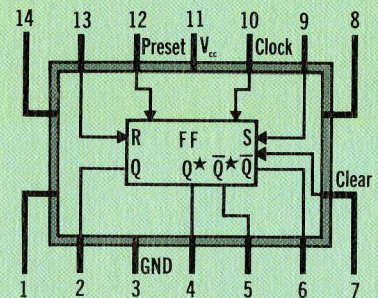 14 13 12 11 10 9 8
Preset V_cc Clock
R FF S
Q Q★ Q̅★ Q̅
Clear
GND
1 2 3 4 5 6 7